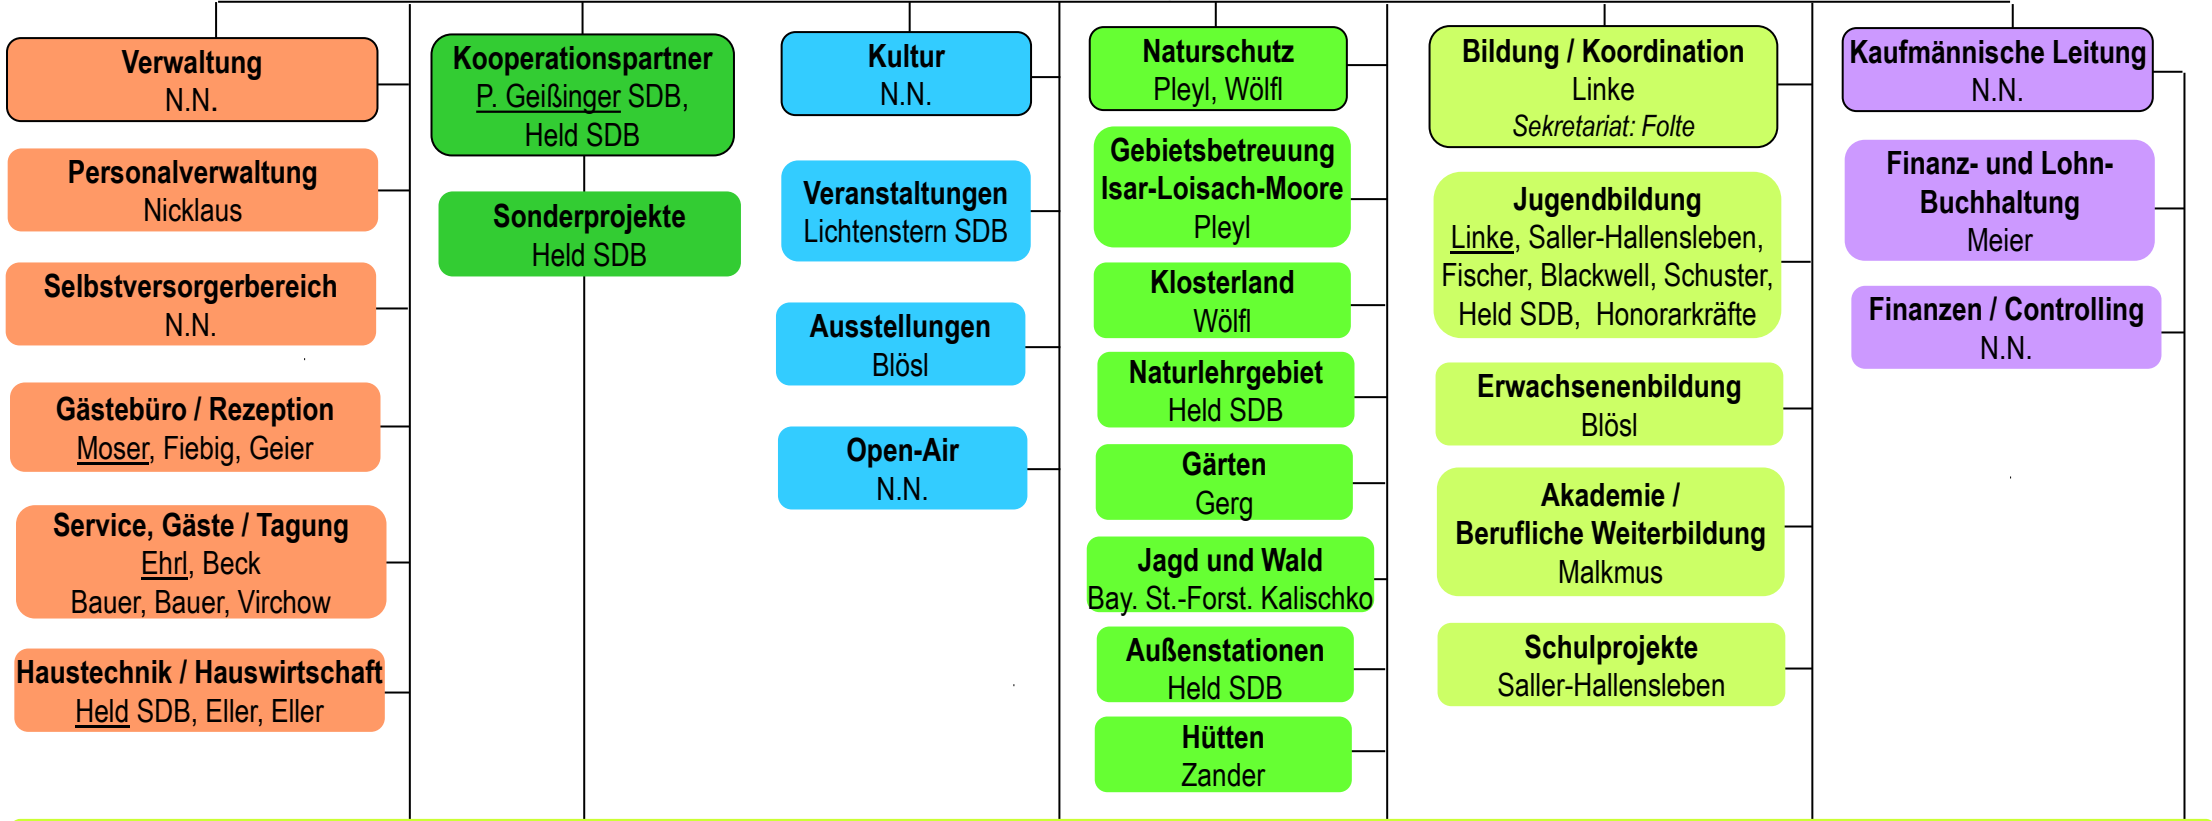 Verwaltung
N.N.
Personalverwaltung
Nicklaus
Selbstversorgerbereich
N.N.
Gästebüro / Rezeption
Moser, Fiebig, Geier
Service, Gäste / Tagung
Ehrl, Beck
Bauer, Bauer, Virchow
Haustechnik / Hauswirtschaft
Held SDB, Eller, Eller
Kooperationspartner
P. Geißinger SDB,
Held SDB
Sonderprojekte
Held SDB
Kultur
N.N.
Veranstaltungen
Lichtenstern SDB
Ausstellungen
Blösl
Open-Air
N.N.
Naturschutz
Pleyl, Wölfl
Gebietsbetreuung
Isar-Loisach-Moore
Pleyl
Klosterland
Wölfl
Naturlehrgebiet
Held SDB
Gärten
Gerg
Jagd und Wald
Bay. St.-Forst. Kalischko
Außenstationen
Held SDB
Hütten
Zander
Bildung / Koordination
Linke
Sekretariat: Folte
Jugendbildung
Linke, Saller-Hallensleben,
Fischer, Blackwell, Schuster,
Held SDB, Honorarkräfte
Erwachsenenbildung
Blösl
Akademie /
Berufliche Weiterbildung
Malkmus
Schulprojekte
Saller-Hallensleben
Kaufmännische Leitung
N.N.
Finanz- und Lohn-
Buchhaltung
Meier
Finanzen / Controlling
N.N.